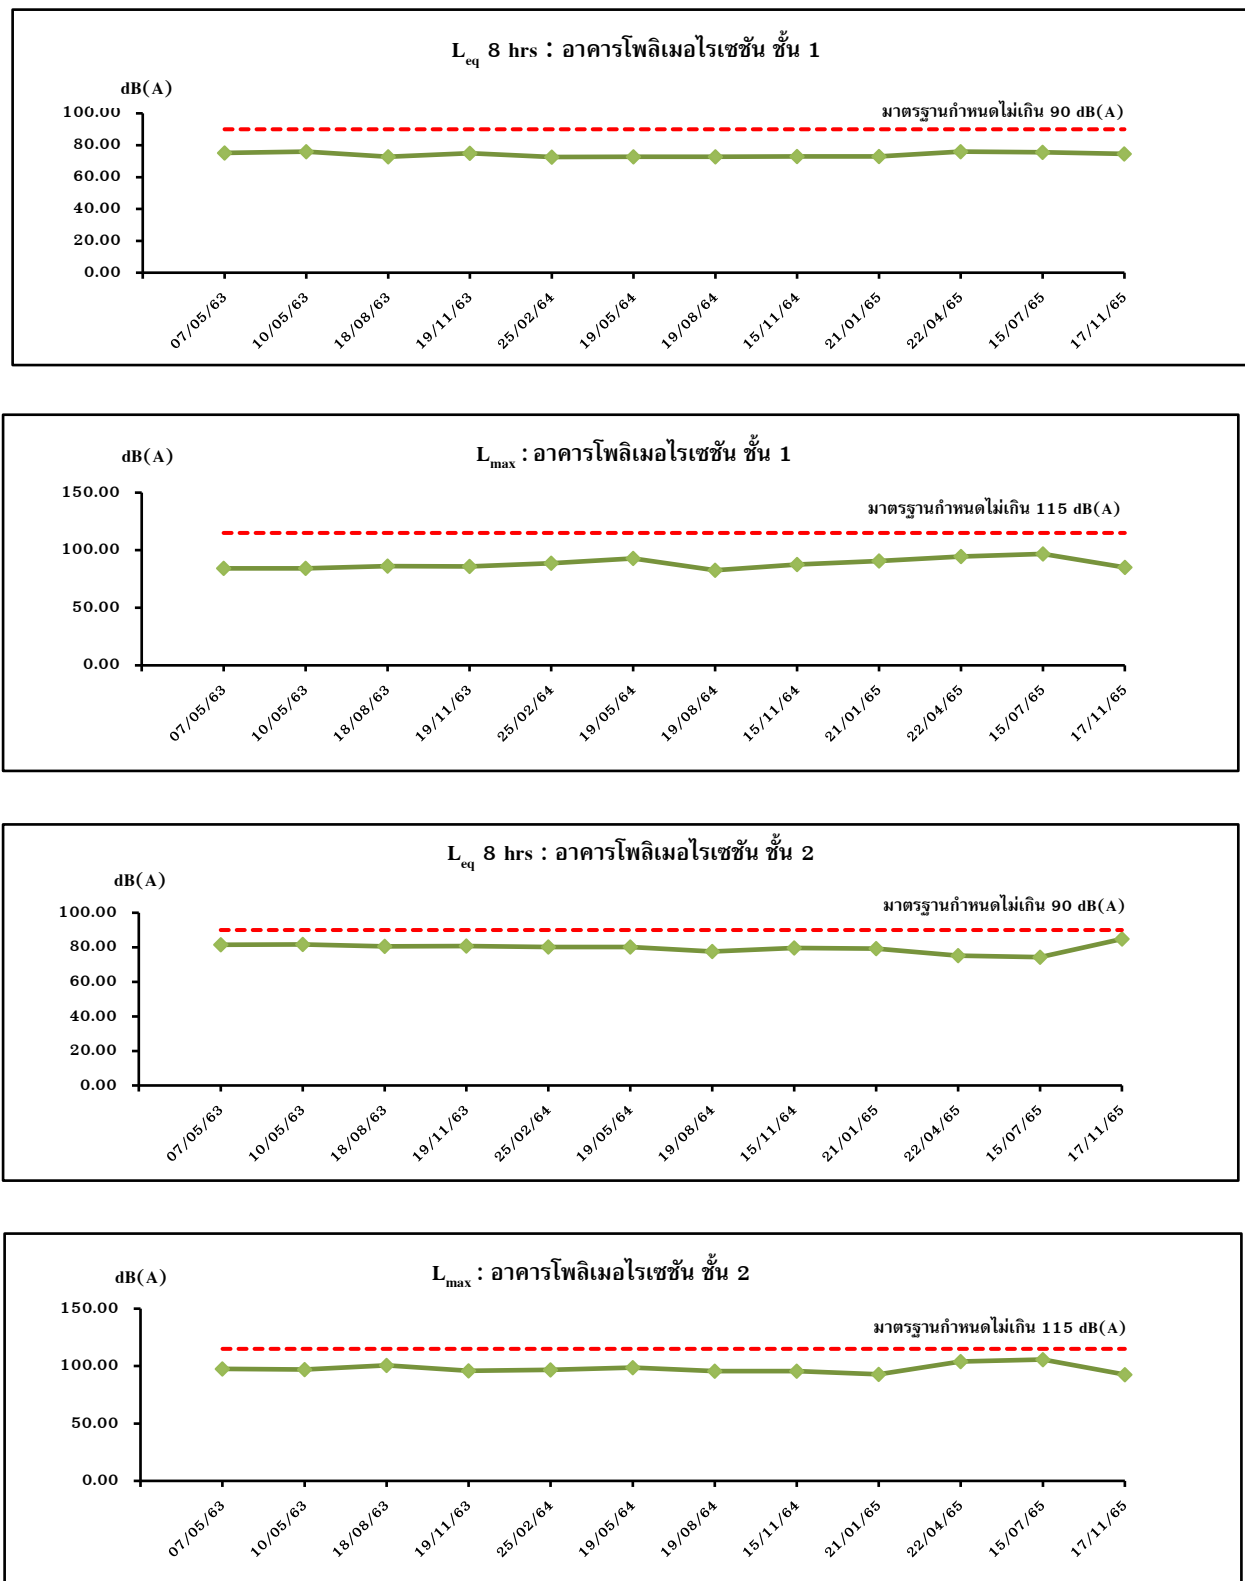 L_eq 8 hrs : อาคารโพลิเมอไรเซชัน ชั้น 1
dB(A)
มาตรฐานกำหนดไม่เกิน 90 dB(A)
100.00
80.00
60.00
40.00
20.00
0.00
07/05/63 10/05/63 18/08/63 19/11/63 25/02/64 19/05/64 19/08/64 15/11/64 21/01/65 22/04/65 15/07/65 17/11/65
L_max : อาคารโพลิเมอไรเซชัน ชั้น 1
dB(A)
150.00
มาตรฐานกำหนดไม่เกิน 115 dB(A)
100.00
50.00
0.00
07/05/63 10/05/63 18/08/63 19/11/63 25/02/64 19/05/64 19/08/64 15/11/64 21/01/65 22/04/65 15/07/65 17/11/65
L_eq 8 hrs : อาคารโพลิเมอไรเซชัน ชั้น 2
dB(A)
มาตรฐานกำหนดไม่เกิน 90 dB(A)
100.00
80.00
60.00
40.00
20.00
0.00
07/05/63 10/05/63 18/08/63 19/11/63 25/02/64 19/05/64 19/08/64 15/11/64 21/01/65 22/04/65 15/07/65 17/11/65
L_max : อาคารโพลิเมอไรเซชัน ชั้น 2
dB(A)
150.00
มาตรฐานกำหนดไม่เกิน 115 dB(A)
100.00
50.00
0.00
07/05/63 10/05/63 18/08/63 19/11/63 25/02/64 19/05/64 19/08/64 15/11/64 21/01/65 22/04/65 15/07/65 17/11/65